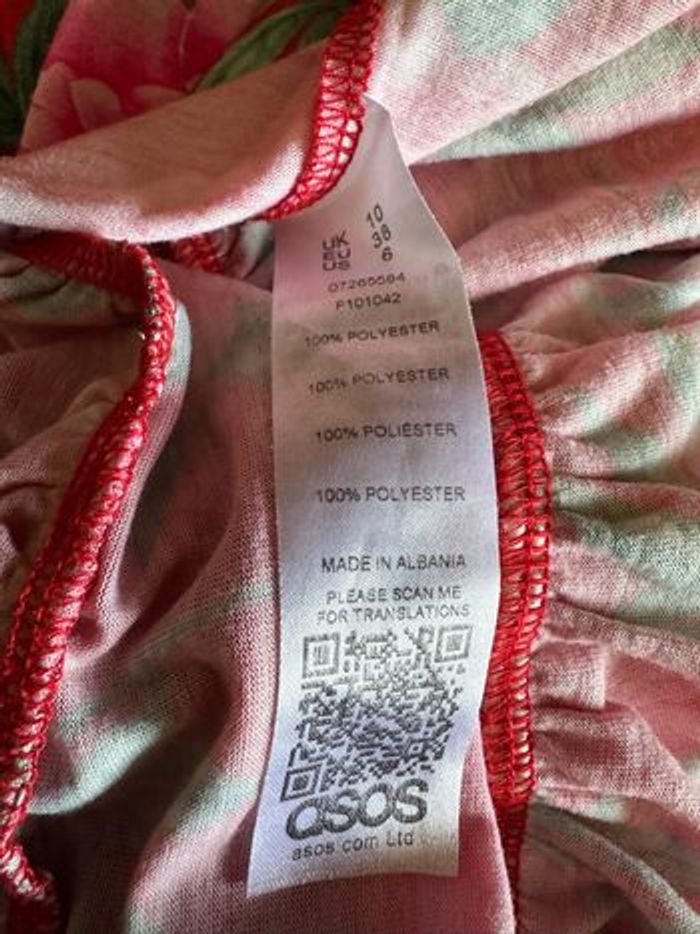 UK 10
EU 38
US 6
07265594
P101042
100% POLYESTER
100% POLYESTER
100% POLIÉSTER
100% POLYESTER
MADE IN ALBANIA
PLEASE SCAN ME
FOR TRANSLATIONS
asos
asos com Ltd